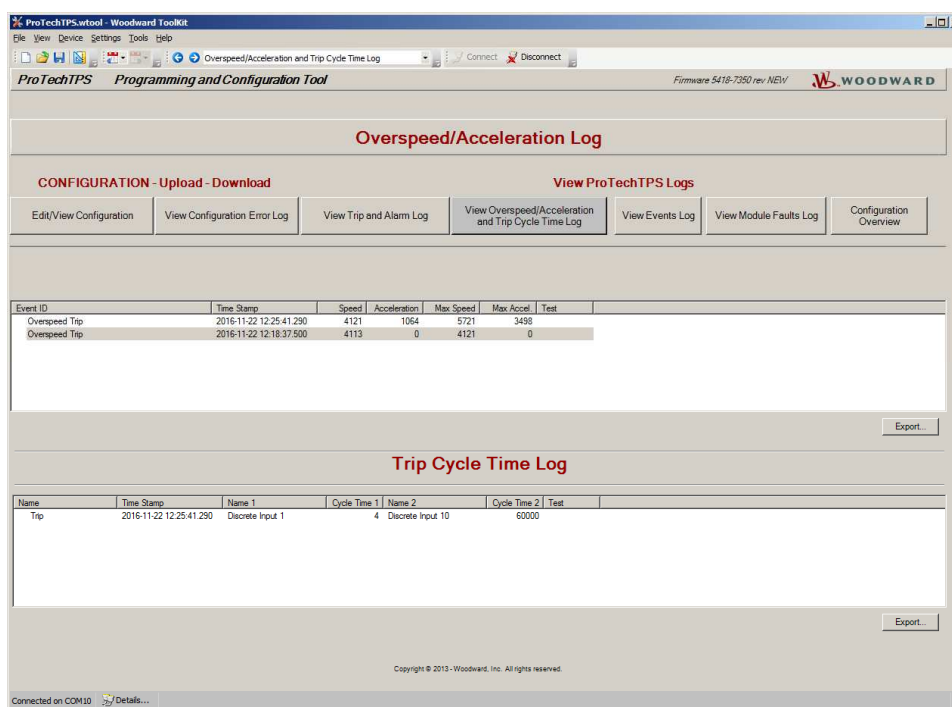 ProTechTPS.wtool - Woodward ToolKit
File View Device Settings Tools Help
Overspeed/Acceleration and Trip Cycle Time Log Connect Disconnect
ProTechTPS Programming and Configuration Tool Firmware 5418-7350 rev NEW WOODWARD
Overspeed/Acceleration Log
CONFIGURATION - Upload - Download View ProTechTPS Logs
Edit/View Configuration View Configuration Error Log View Trip and Alarm Log View Overspeed/Acceleration and Trip Cycle Time Log View Events Log View Module Faults Log Configuration Overview
Event ID Time Stamp Speed Acceleration Max Speed Max Accel. Test
Overspeed Trip 2016-11-22 12:25:41.290 4121 1064 5721 3498
Overspeed Trip 2016-11-22 12:18:37.500 4113 0 4121 0
Export...
Trip Cycle Time Log
Name Time Stamp Name 1 Cycle Time 1 Name 2 Cycle Time 2 Test
Trip 2016-11-22 12:25:41.290 Discrete Input 1 4 Discrete Input 10 60000
Export...
Copyright © 2013 - Woodward, Inc. All rights reserved.
Connected on COM10 Details...